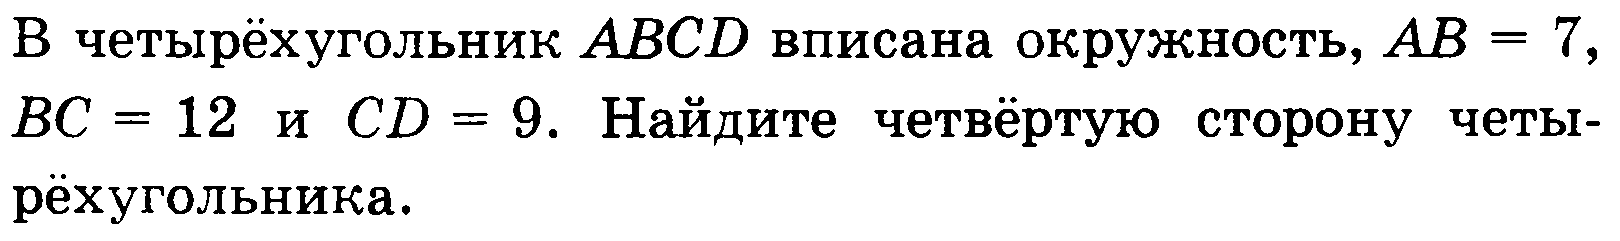 В четырёхугольник ABCD вписана окружность, AB = 7,
BC = 12 и CD = 9. Найдите четвёртую сторону четы-
рёхугольника.